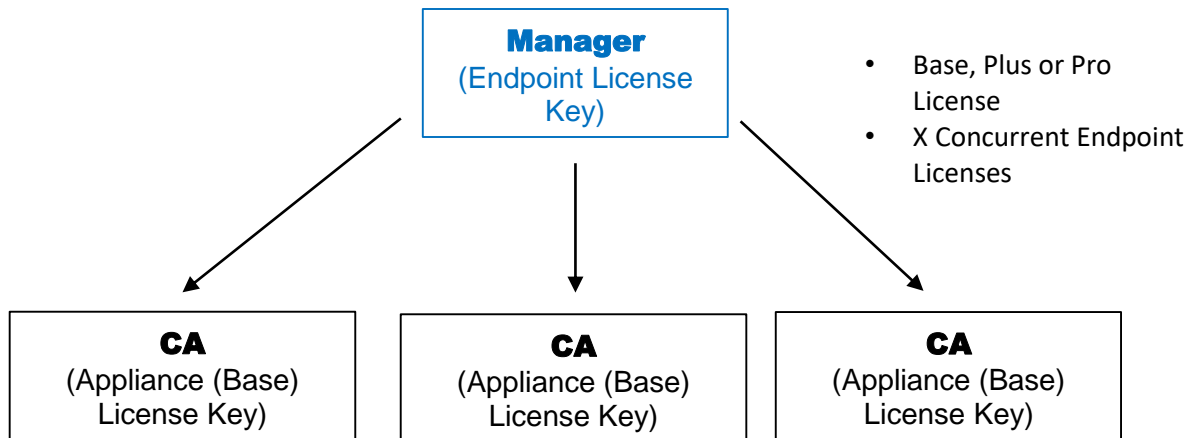 Manager
(Endpoint License
Key)
• Base, Plus or Pro
License
• X Concurrent Endpoint
Licenses
CA
(Appliance (Base)
License Key)
CA
(Appliance (Base)
License Key)
CA
(Appliance (Base)
License Key)